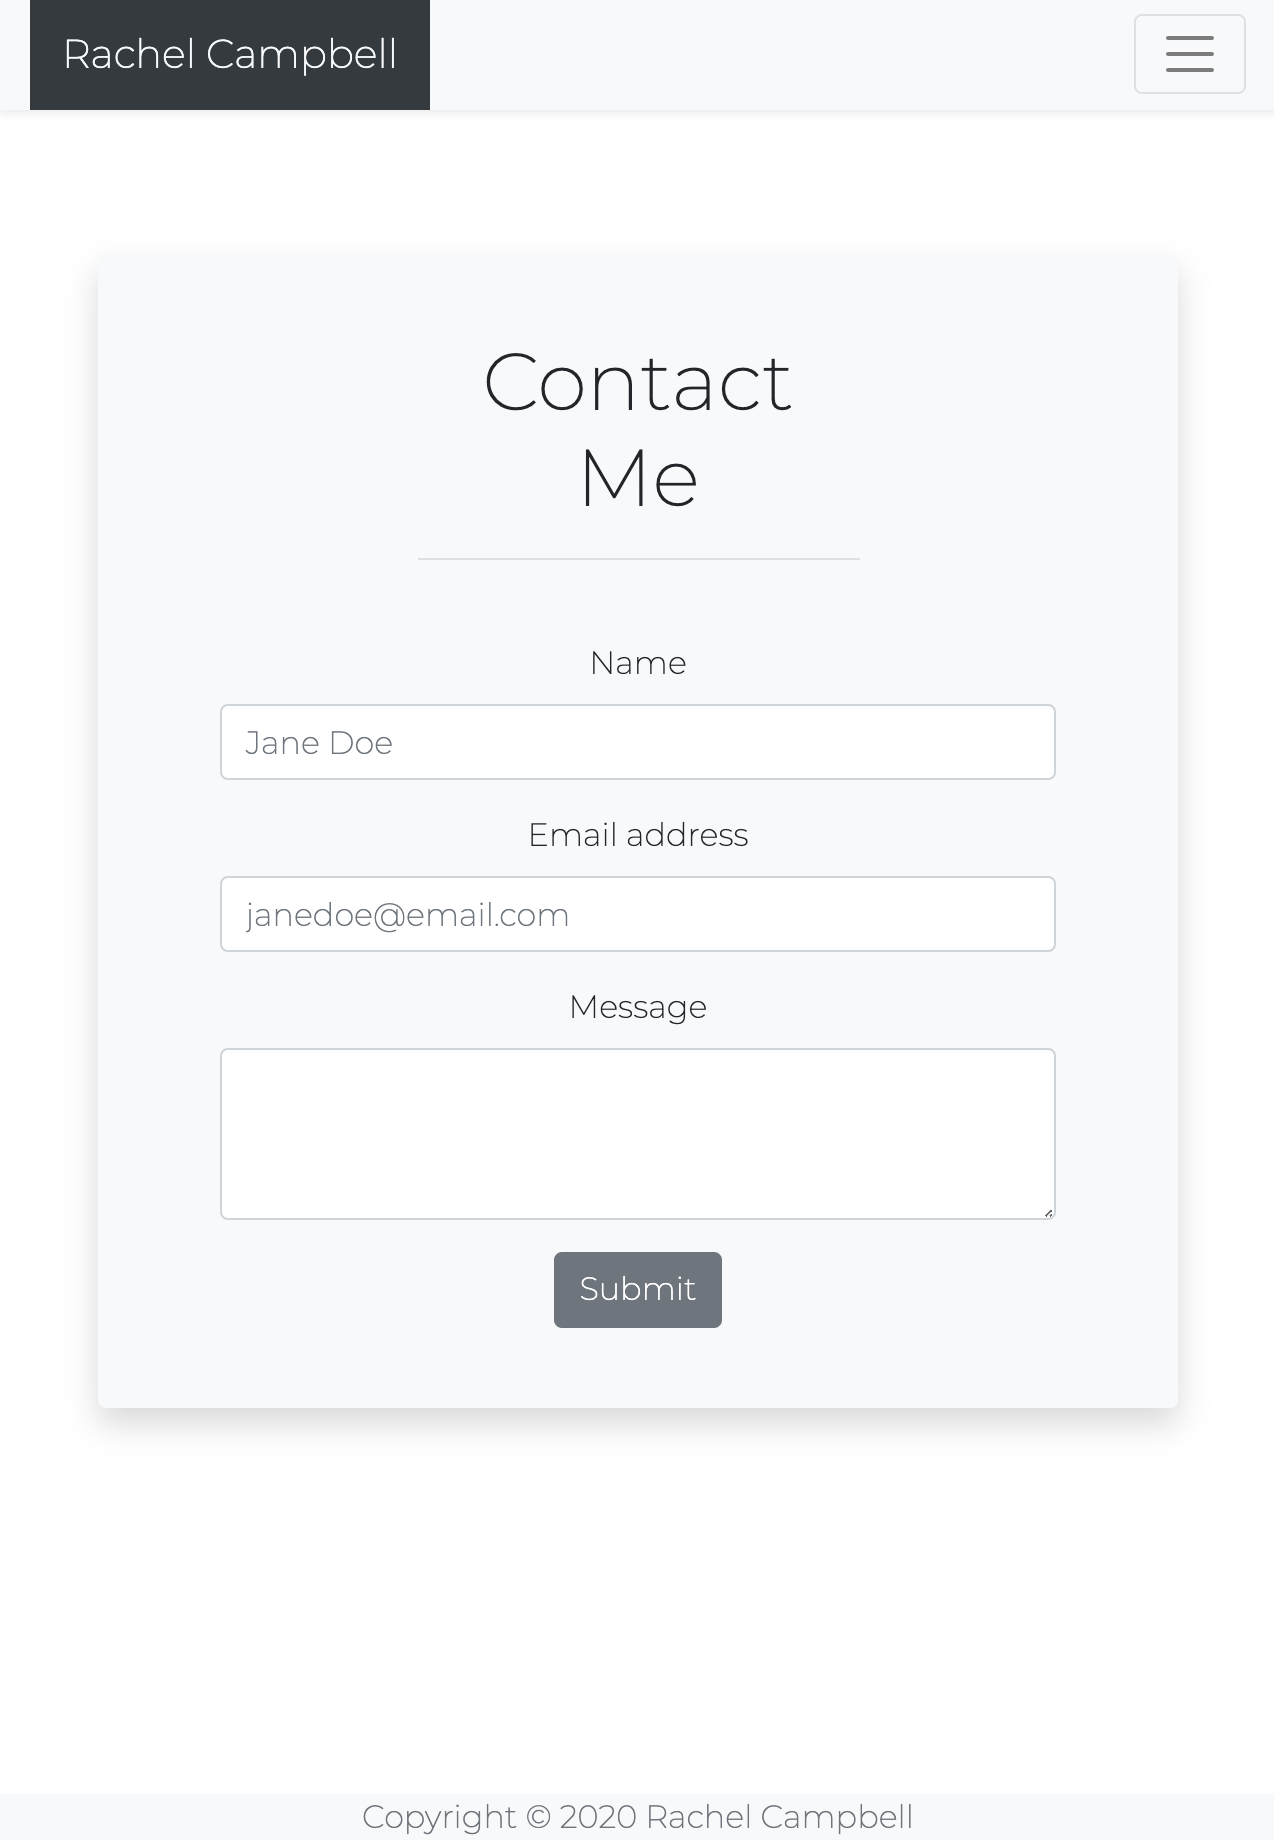 Rachel Campbell
Contact
Me
Name
Jane Doe
Email address
janedoe@email.com
Message
Submit
Copyright © 2020 Rachel Campbell